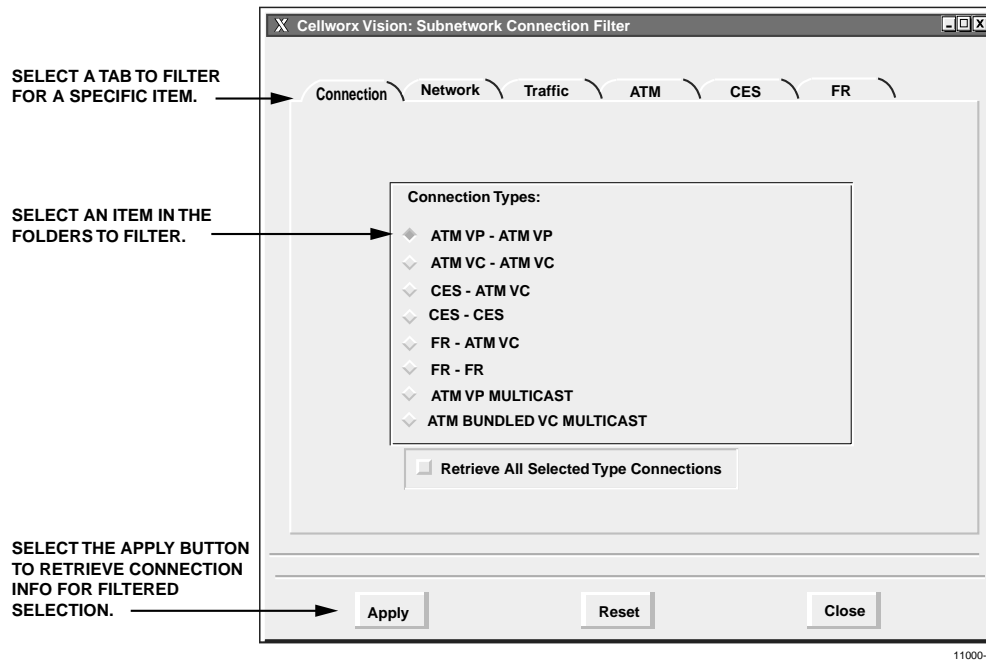 X Cellworx Vision: Subnetwork Connection Filter
SELECT A TAB TO FILTER
FOR A SPECIFIC ITEM.
Connection Network Traffic ATM CES FR
Connection Types:
SELECT AN ITEM IN THE
FOLDERS TO FILTER.
ATM VP - ATM VP
ATM VC - ATM VC
CES - ATM VC
CES - CES
FR - ATM VC
FR - FR
ATM VP MULTICAST
ATM BUNDLED VC MULTICAST
Retrieve All Selected Type Connections
SELECT THE APPLY BUTTON
TO RETRIEVE CONNECTION
INFO FOR FILTERED
SELECTION.
Apply Reset Close
11000-